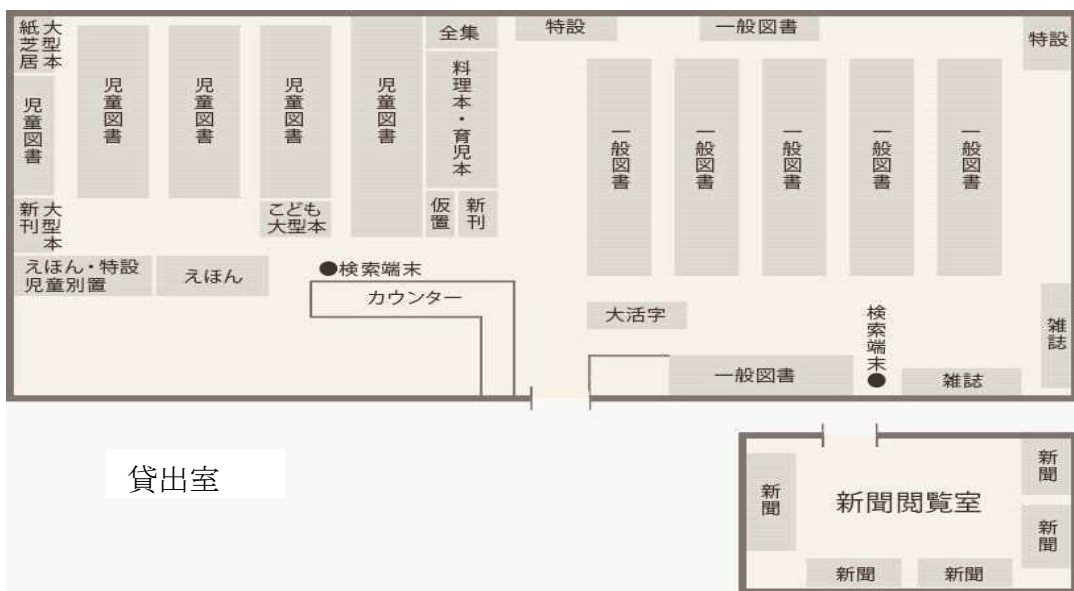 紙芝居
大型本
児童図書
児童図書
児童図書
児童図書
児童図書
全集
料理本・育児本
仮置
新刊
特設
一般図書
特設
一般図書
一般図書
一般図書
一般図書
一般図書
新刊
大型本
こども
大型本
えほん・特設
児童別置
えほん
●検索端末
カウンター
大活字
検索端末●
雑誌
一般図書
雑誌
貸出室
新聞
新聞閲覧室
新聞
新聞
新聞
新聞